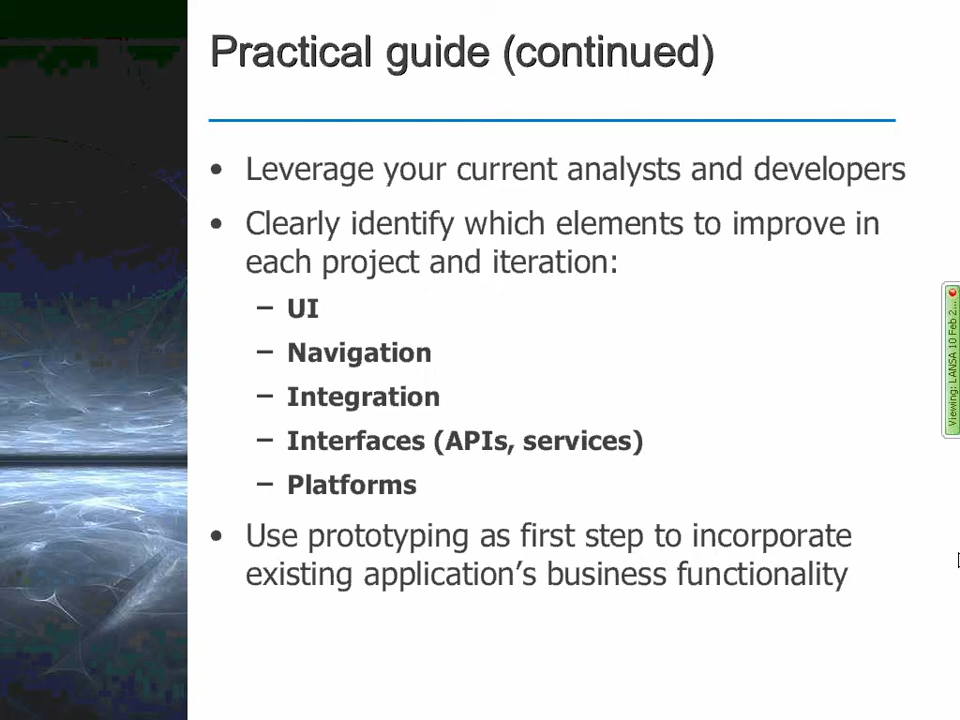 Practical guide (continued)
• Leverage your current analysts and developers
• Clearly identify which elements to improve in
each project and iteration:
– UI
– Navigation
– Integration
– Interfaces (APIs, services)
– Platforms
• Use prototyping as first step to incorporate
existing application’s business functionality
Viewing: LANSA 10 Feb 2...